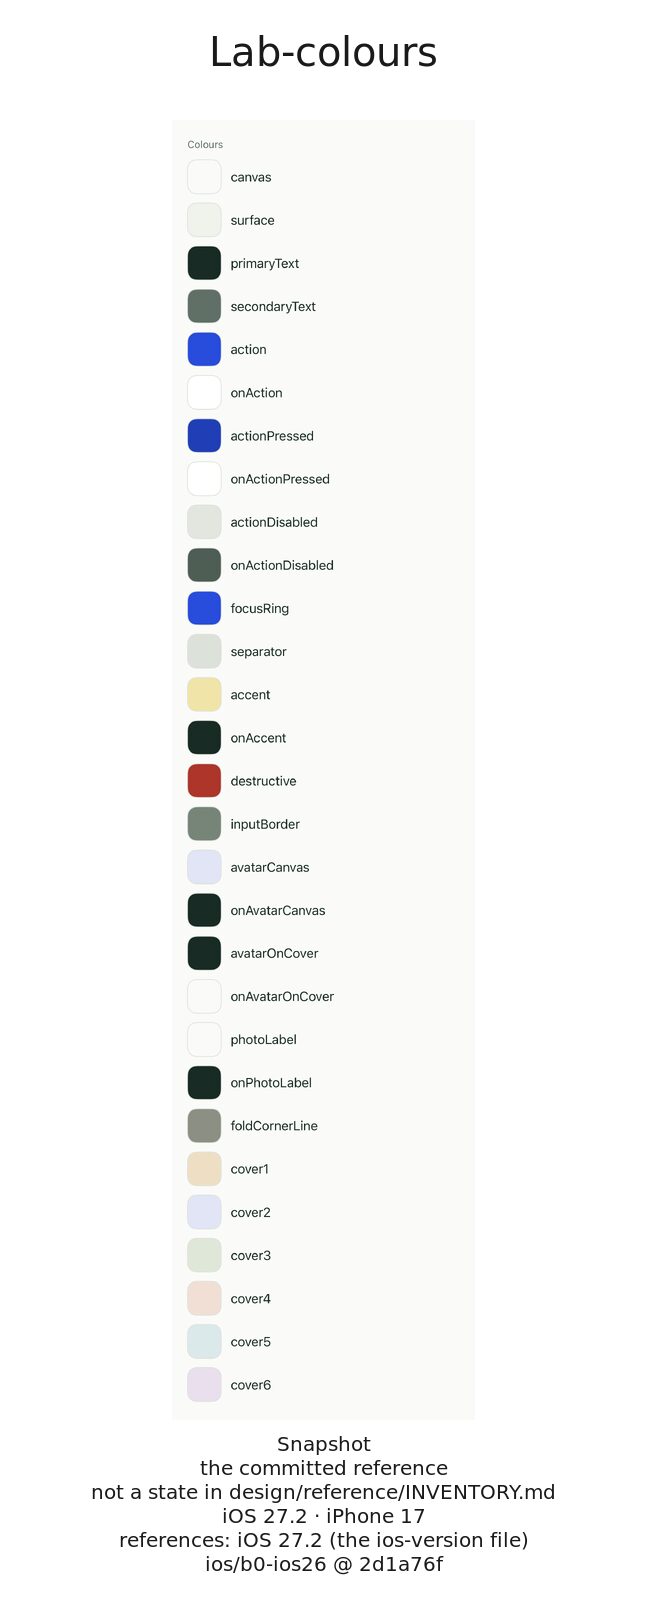 Lab-colours
Colours
canvas
surface
primaryText
secondaryText
action
onAction
actionPressed
onActionPressed
actionDisabled
onActionDisabled
focusRing
separator
accent
onAccent
destructive
inputBorder
avatarCanvas
onAvatarCanvas
avatarOnCover
onAvatarOnCover
photoLabel
onPhotoLabel
foldCornerLine
cover1
cover2
cover3
cover4
cover5
cover6
Snapshot
the committed reference
not a state in design/reference/INVENTORY.md
iOS 27.2 · iPhone 17
references: iOS 27.2 (the ios-version file)
ios/b0-ios26 @ 2d1a76f